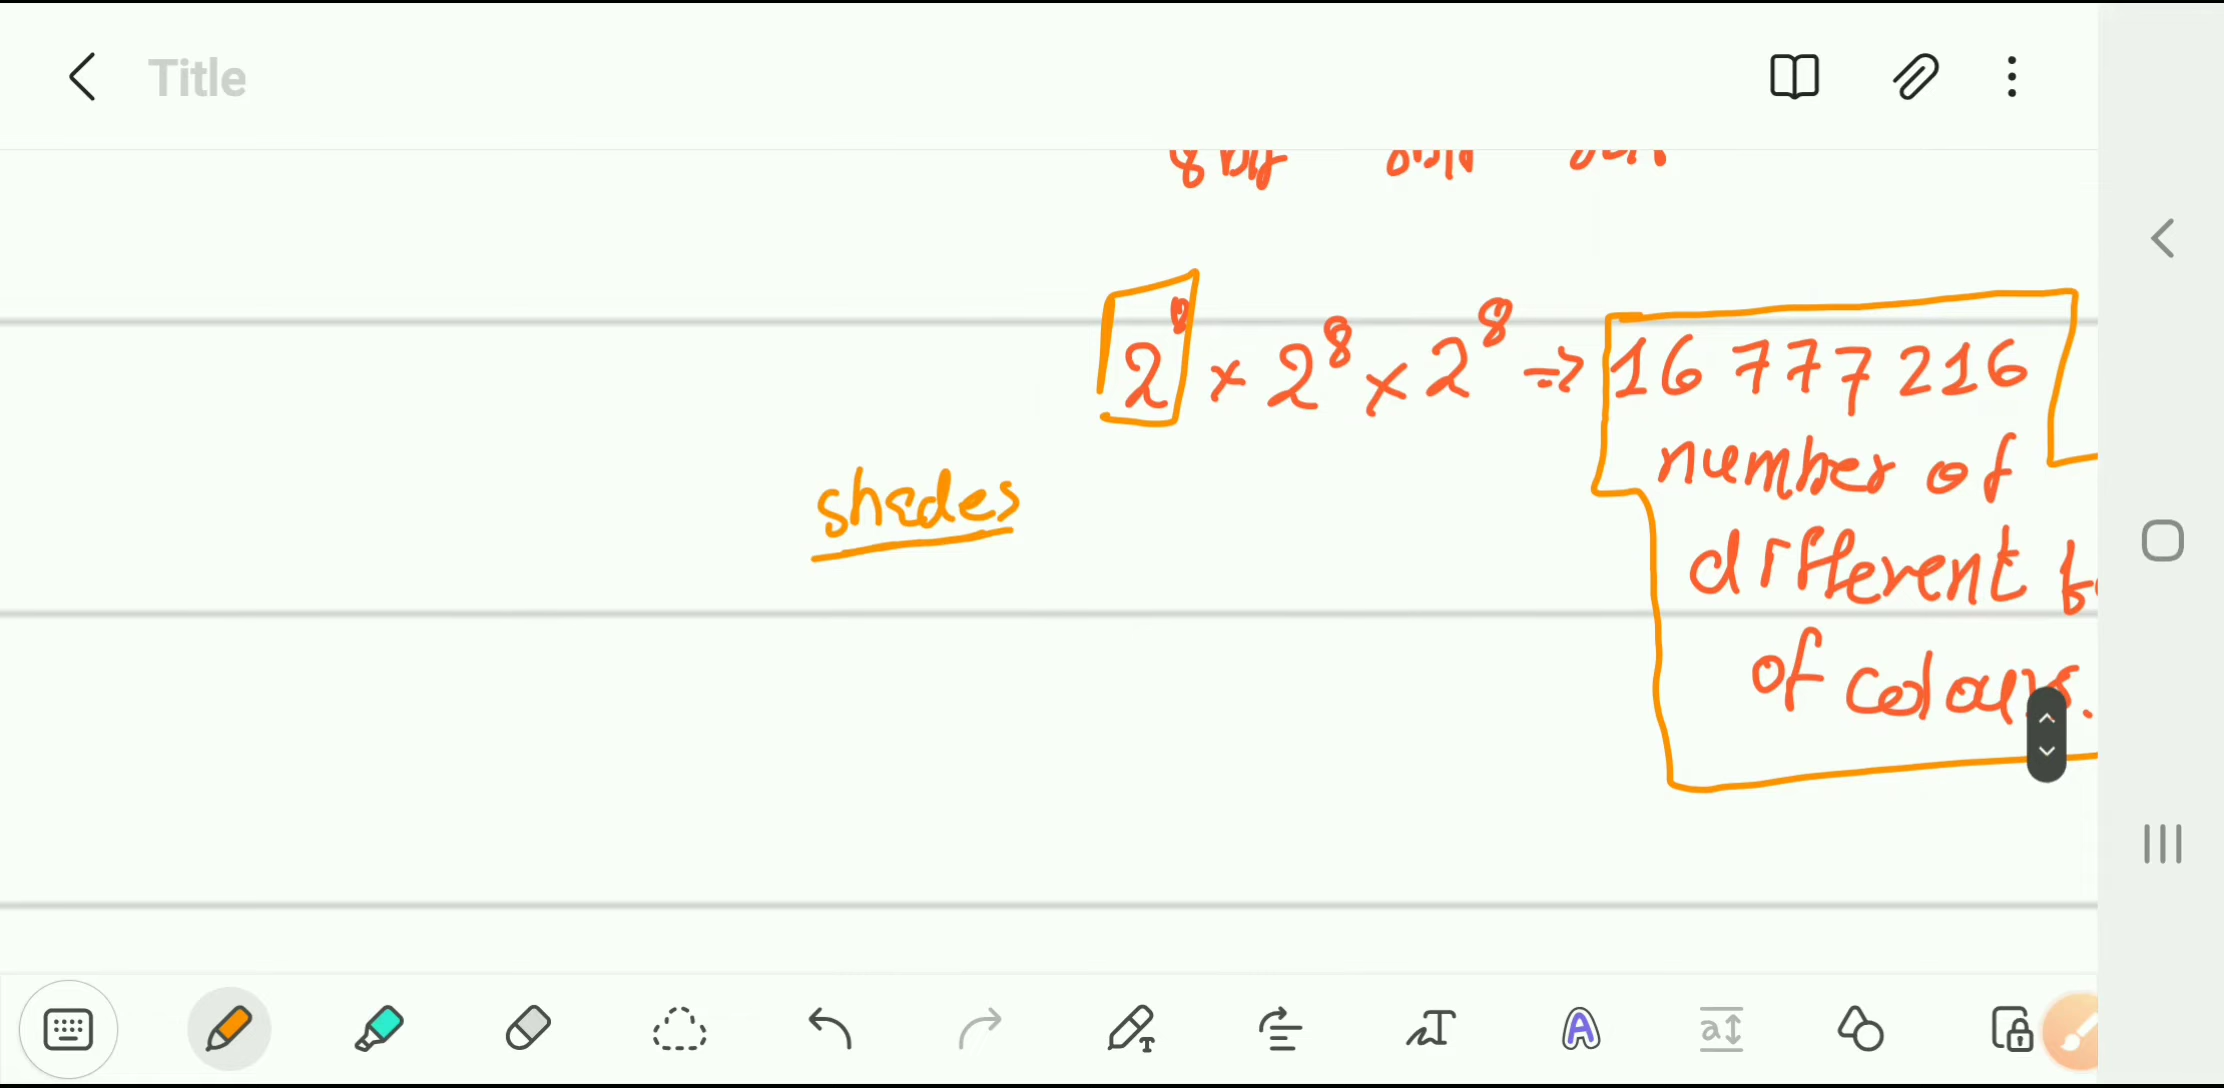 Title
2⁸ × 2⁸ × 2⁸ => 16 777 216
shades
number of
different
of colours.